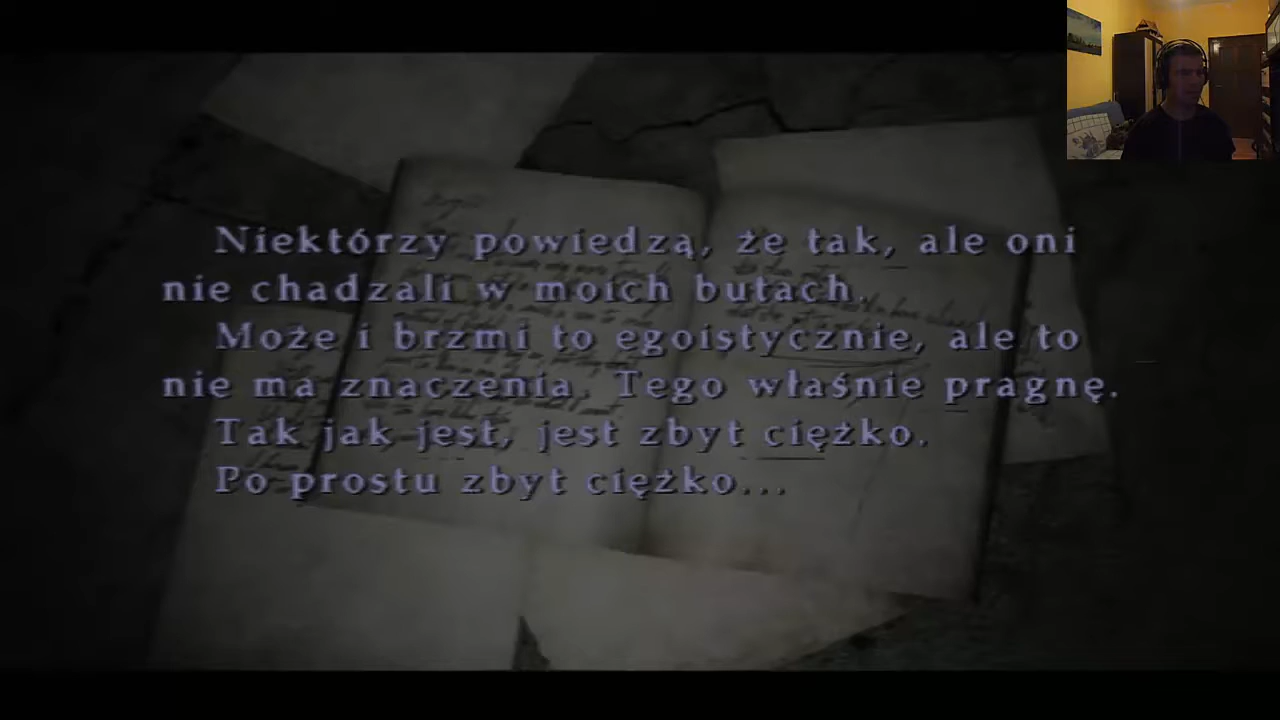 Niektórzy powiedzą, że tak, ale oni
nie chadzali w moich butach.
Może i brzmi to egoistycznie, ale to
nie ma znaczenia. Tego właśnie pragnę.
Tak jak jest, jest zbyt ciężko.
Po prostu zbyt ciężko...